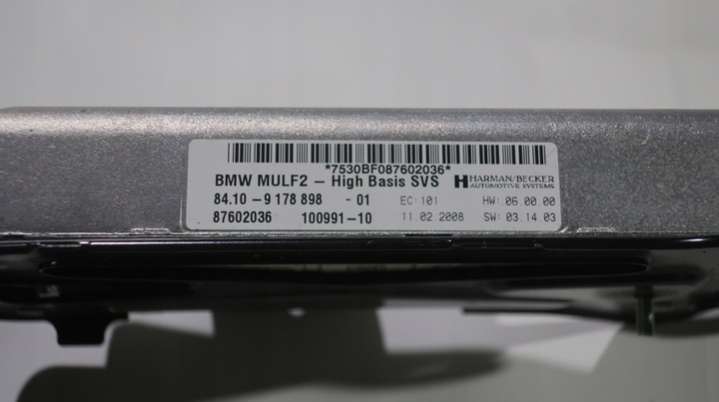 *7530BF087602036*
BMW MULF2 – High Basis SVS HARMAN/BECKER
AUTOMOTIVE SYSTEMS
84.10 – 9 178 898 - 01 EC: 101 HW: 06.00.00
87602036 100991-10 11.02.2008 SW: 03.14.03